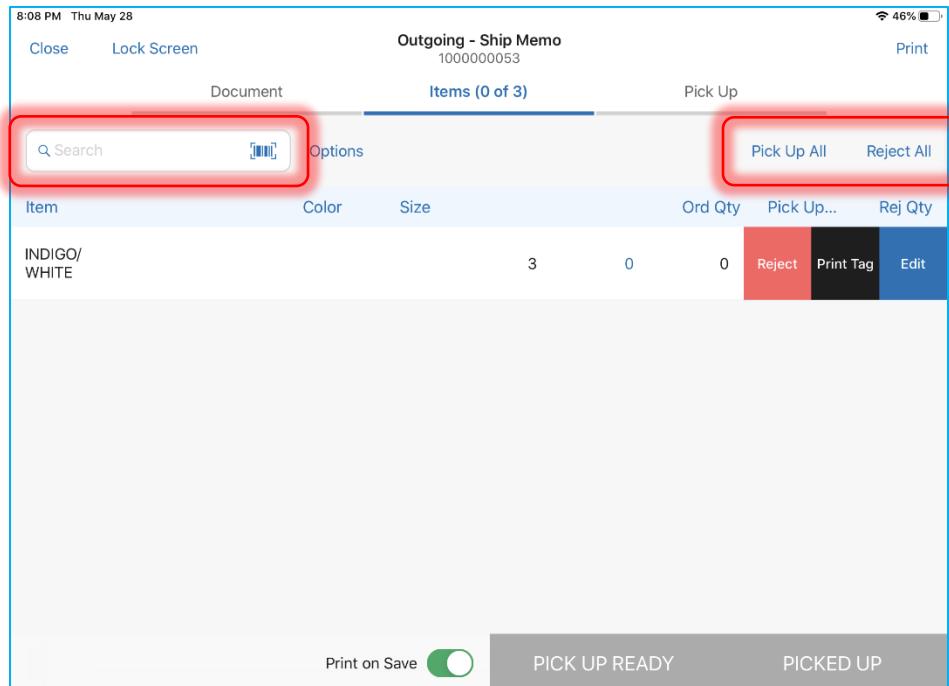 8:08 PM Thu May 28 46%
Close Lock Screen Outgoing - Ship Memo Print
1000000053
Document Items (0 of 3) Pick Up
Search Options Pick Up All Reject All
Item Color Size Ord Qty Pick Up... Rej Qty
INDIGO/
WHITE 3 0 0 Reject Print Tag Edit
Print on Save PICK UP READY PICKED UP